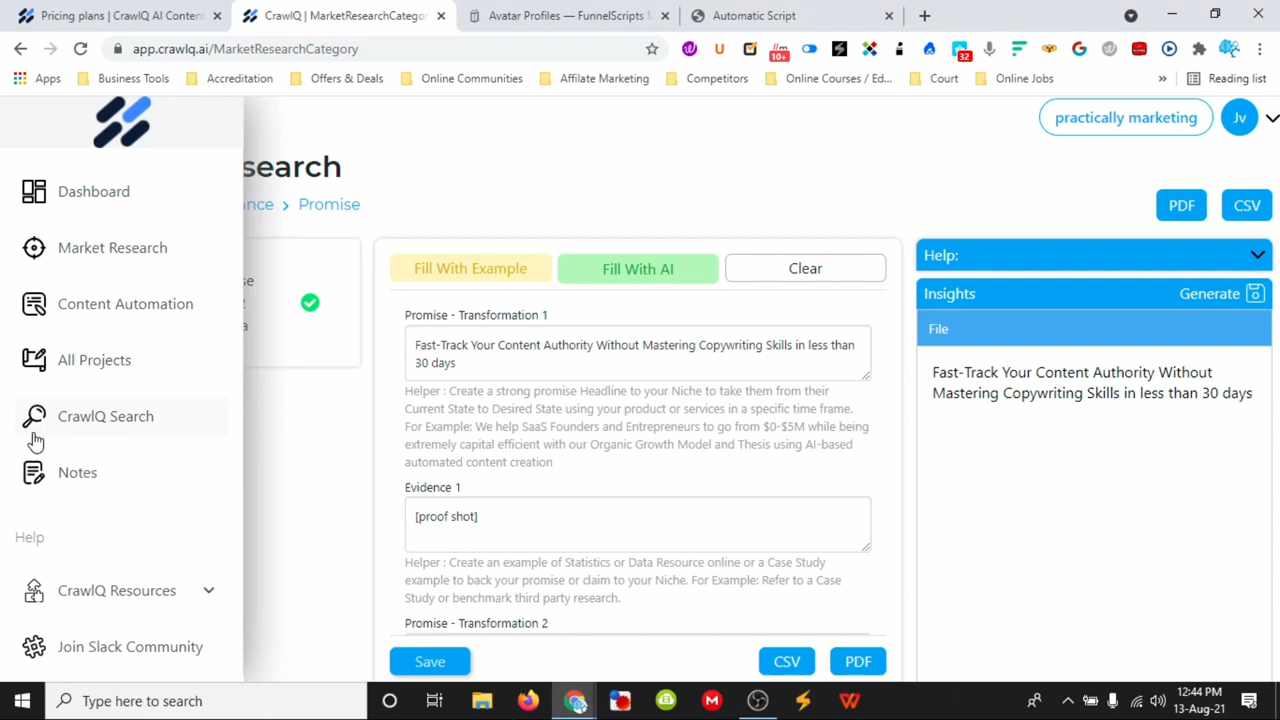 Pricing plans | CrawlQ AI Content
CrawlQ | MarketResearchCategor
Avatar Profiles — FunnelScripts M
Automatic Script
app.crawlq.ai/MarketResearchCategory
10+
32
Apps
Business Tools
Accreditation
Offers & Deals
Online Communities
Affilate Marketing
Competitors
Online Courses / Ed...
Court
Online Jobs
»
Reading list
practically marketing
Jv
search
nce > Promise
PDF
CSV
Dashboard
Market Research
Content Automation
All Projects
CrawlQ Search
Notes
Help
CrawlQ Resources
Join Slack Community
se
a
Fill With Example
Fill With AI
Clear
Promise - Transformation 1
Fast-Track Your Content Authority Without Mastering Copywriting Skills in less than
30 days
Helper : Create a strong promise Headline to your Niche to take them from their
Current State to Desired State using your product or services in a specific time frame.
For Example: We help SaaS Founders and Entrepreneurs to go from $0-$5M while being
extremely capital efficient with our Organic Growth Model and Thesis using AI-based
automated content creation
Evidence 1
[proof shot]
Helper : Create an example of Statistics or Data Resource online or a Case Study
example to back your promise or claim to your Niche. For Example: Refer to a Case
Study or benchmark third party research.
Promise - Transformation 2
Save
CSV
PDF
Help:
Insights
Generate
File
Fast-Track Your Content Authority Without
Mastering Copywriting Skills in less than 30 days
Type here to search
12:44 PM
13-Aug-21